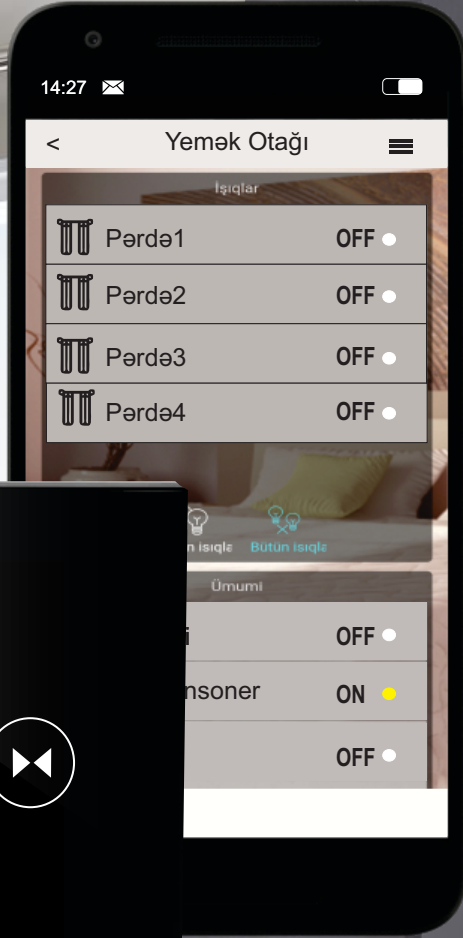 14:27
< Yemək Otağı
İşıqlar
Pərdə1 OFF
Pərdə2 OFF
Pərdə3 OFF
Pərdə4 OFF
Bütün isıqla
Ümumi
OFF
ON
OFF